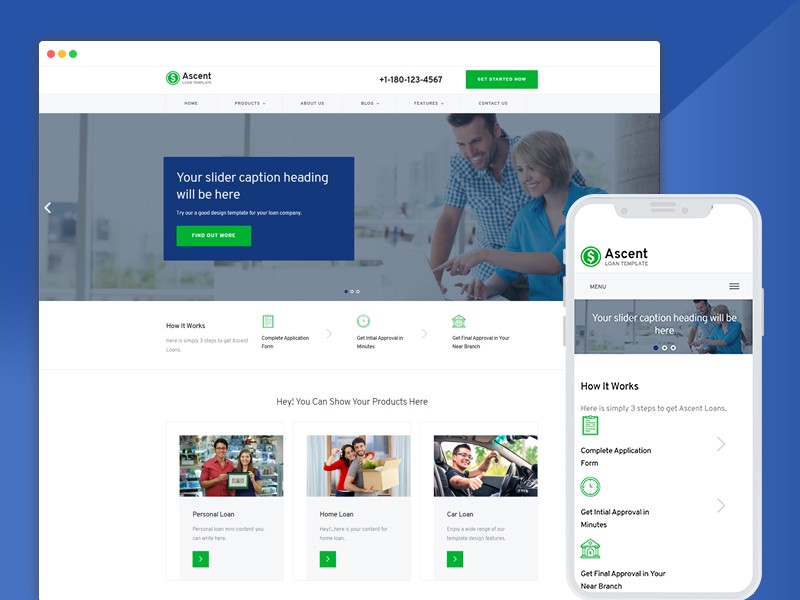 Ascent
LOAN TEMPLATE
+1-180-123-4567
GET STARTED NOW
HOME
PRODUCTS
ABOUT US
BLOG
FEATURES
CONTACT US
Your slider caption heading
will be here
Try our a good design template for your loan company.
FIND OUT MORE
How It Works
Here is simply 3 steps to get Ascent
Loans.
Complete Application
Form
Get Intial Approval in
Minutes
Get Final Approval in Your
Near Branch
Hey! You Can Show Your Products Here
Personal Loan
Personal loan mini content you
can write here.
Home Loan
Hey!..here is your content for
home loan.
Car Loan
Enjoy a wide range of our
template design features.
Ascent
LOAN TEMPLATE
MENU
Your slider caption heading will be
here
How It Works
Here is simply 3 steps to get Ascent Loans.
Complete Application
Form
Get Intial Approval in
Minutes
Get Final Approval in Your
Near Branch